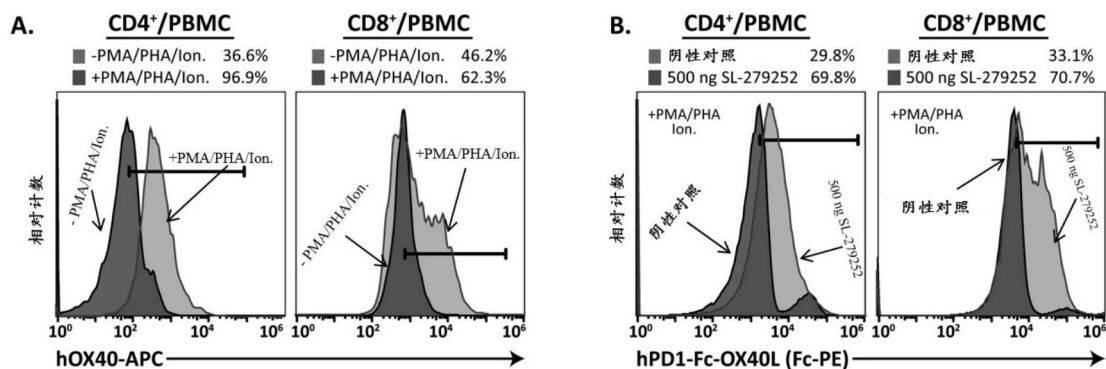 A.
CD4⁺/PBMC
-PMA/PHA/Ion. 36.6%
+PMA/PHA/Ion. 96.9%
CD8⁺/PBMC
-PMA/PHA/Ion. 46.2%
+PMA/PHA/Ion. 62.3%
相对计数
- PMA/PHA/Ion.
+PMA/PHA/Ion.
10⁰ 10² 10⁴ 10⁶
- PMA/PHA/Ion.
+PMA/PHA/Ion.
10⁰ 10² 10⁴ 10⁶
hOX40-APC
B.
CD4⁺/PBMC
阴性对照 29.8%
500 ng SL-279252 69.8%
CD8⁺/PBMC
阴性对照 33.1%
500 ng SL-279252 70.7%
相对计数
+PMA/PHA
Ion.
阴性对照
500 ng SL-279252
10⁰ 10² 10⁴ 10⁶
+PMA/PHA
Ion.
阴性对照
500 ng SL-279252
10⁰ 10² 10⁴ 10⁶
hPD1-Fc-OX40L (Fc-PE)